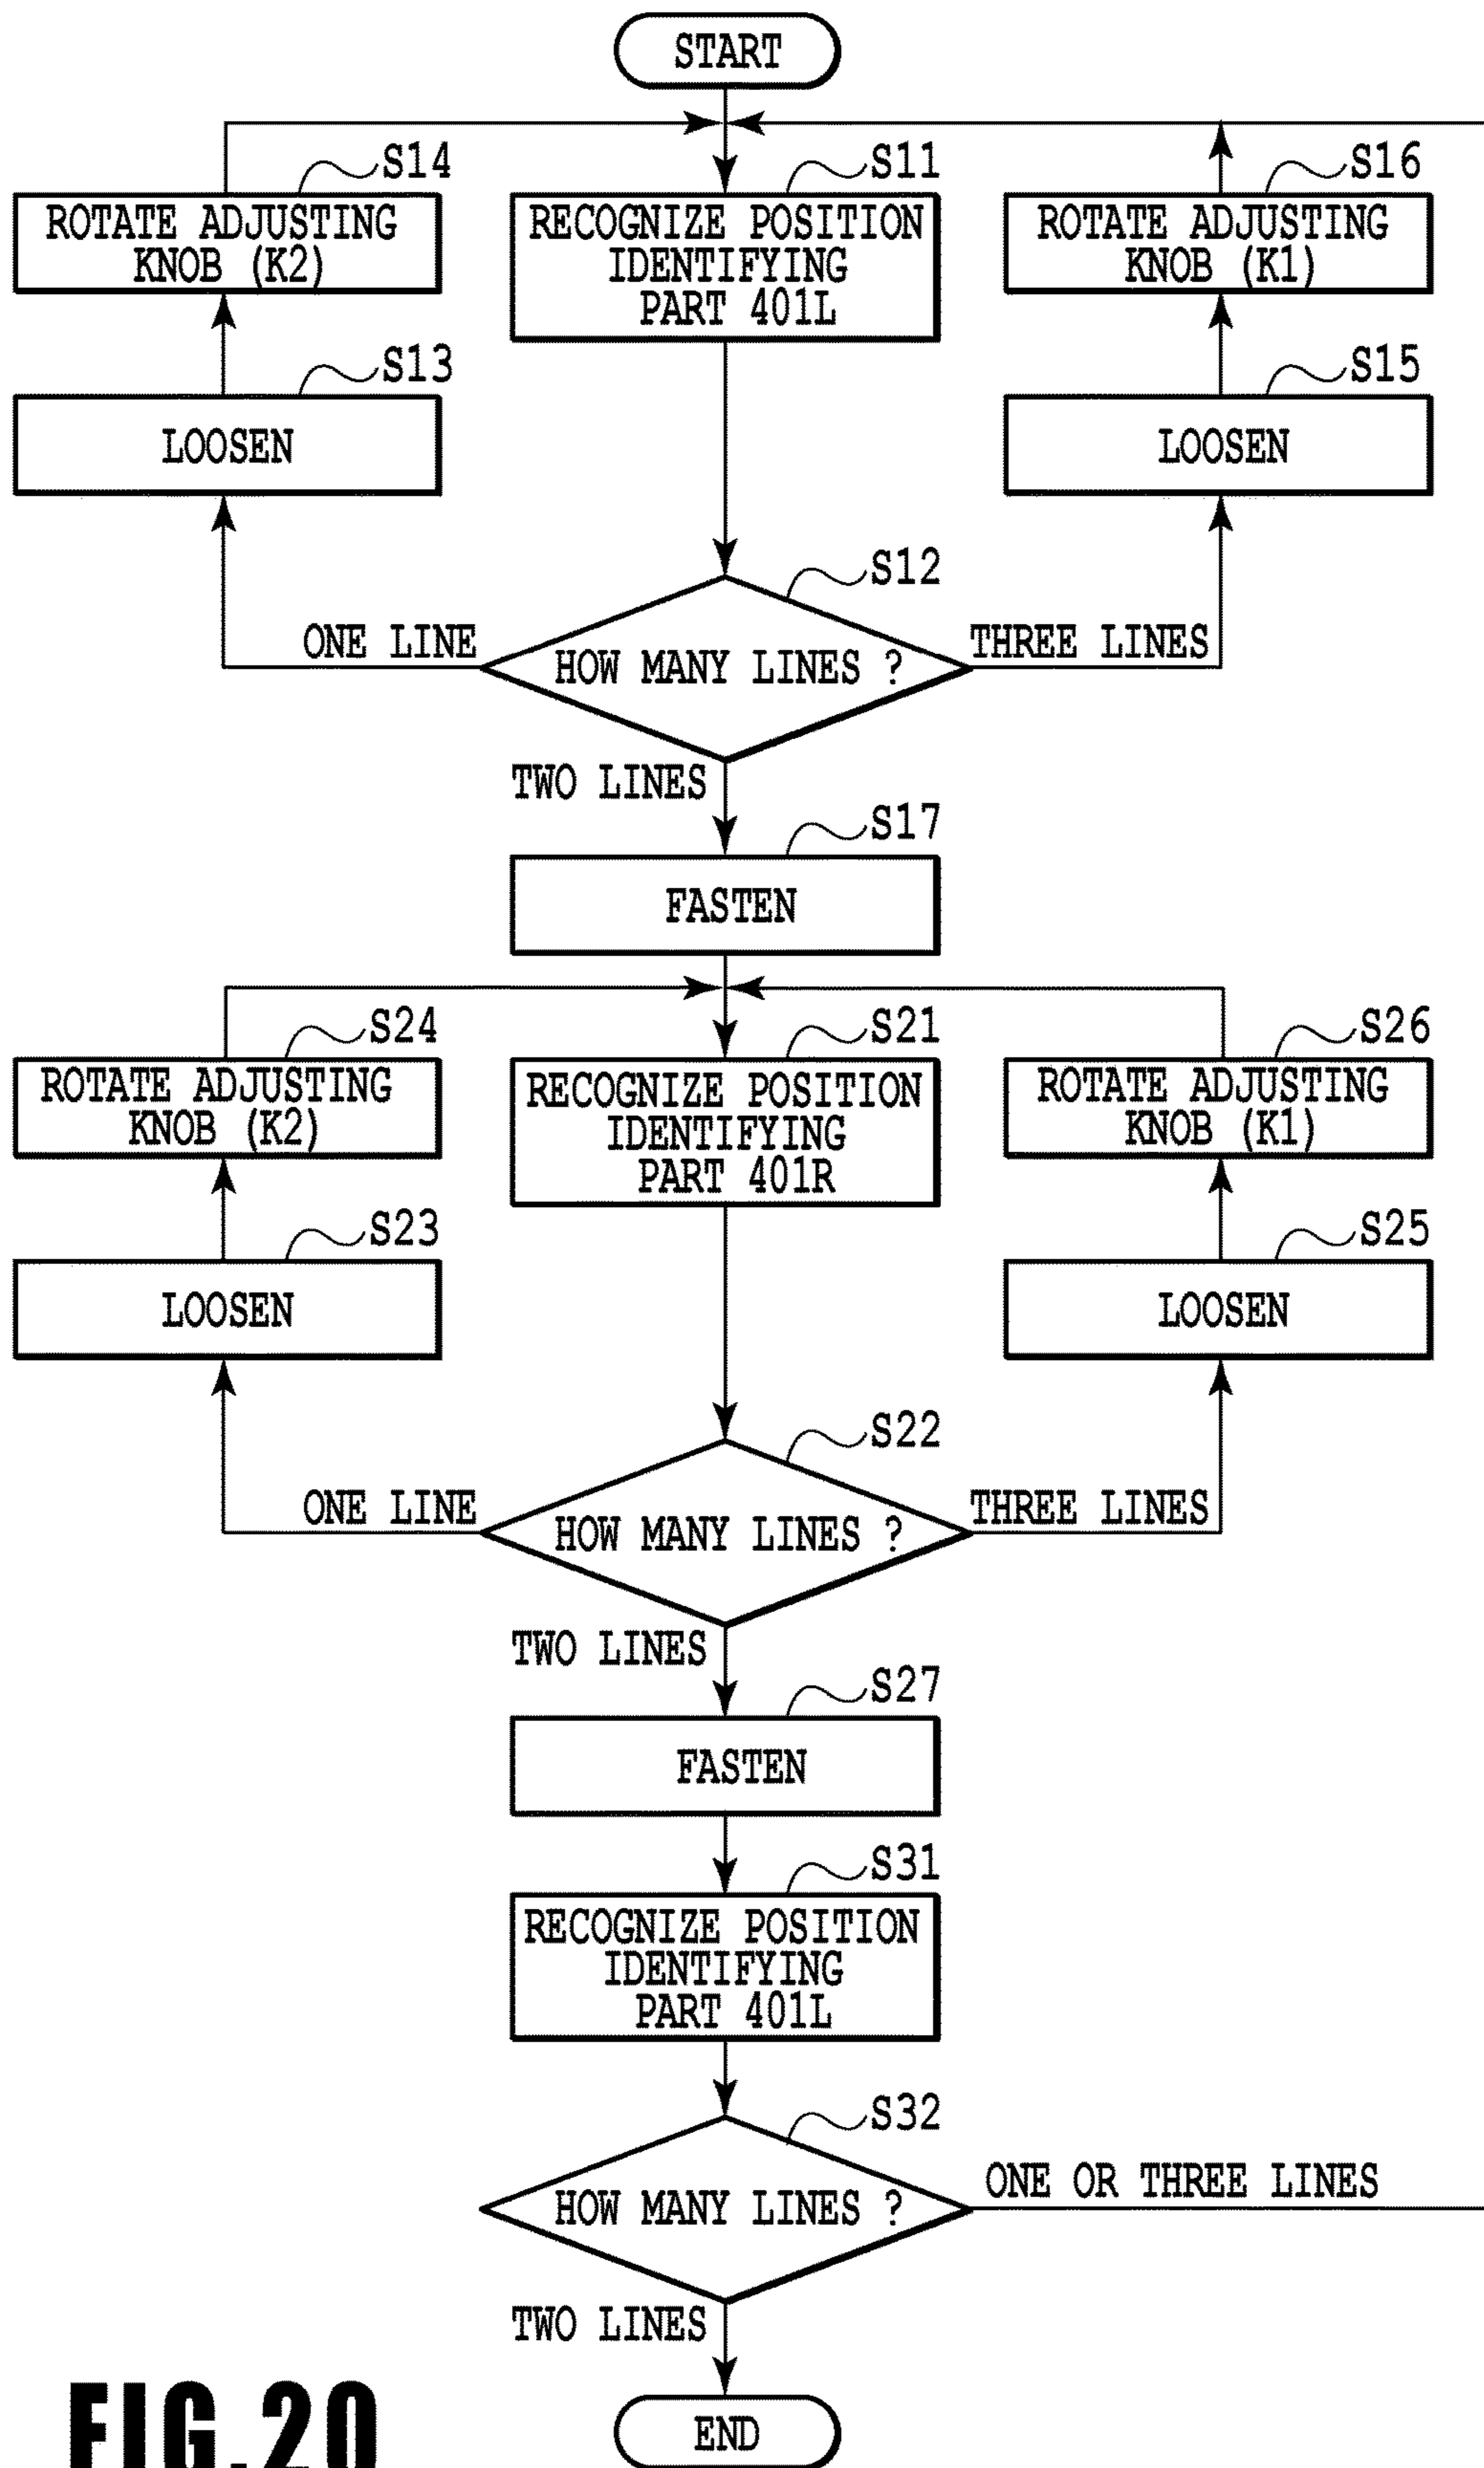 START
S14
S11
S16
ROTATE ADJUSTING
KNOB (K2)
RECOGNIZE POSITION
IDENTIFYING
PART 401L
ROTATE ADJUSTING
KNOB (K1)
S13
S15
LOOSEN
LOOSEN
S12
ONE LINE
HOW MANY LINES ?
THREE LINES
TWO LINES
S17
FASTEN
S24
S21
S26
ROTATE ADJUSTING
KNOB (K2)
RECOGNIZE POSITION
IDENTIFYING
PART 401R
ROTATE ADJUSTING
KNOB (K1)
S23
S25
LOOSEN
LOOSEN
S22
ONE LINE
HOW MANY LINES ?
THREE LINES
TWO LINES
S27
FASTEN
S31
RECOGNIZE POSITION
IDENTIFYING
PART 401L
S32
HOW MANY LINES ?
ONE OR THREE LINES
TWO LINES
END
FIG.20